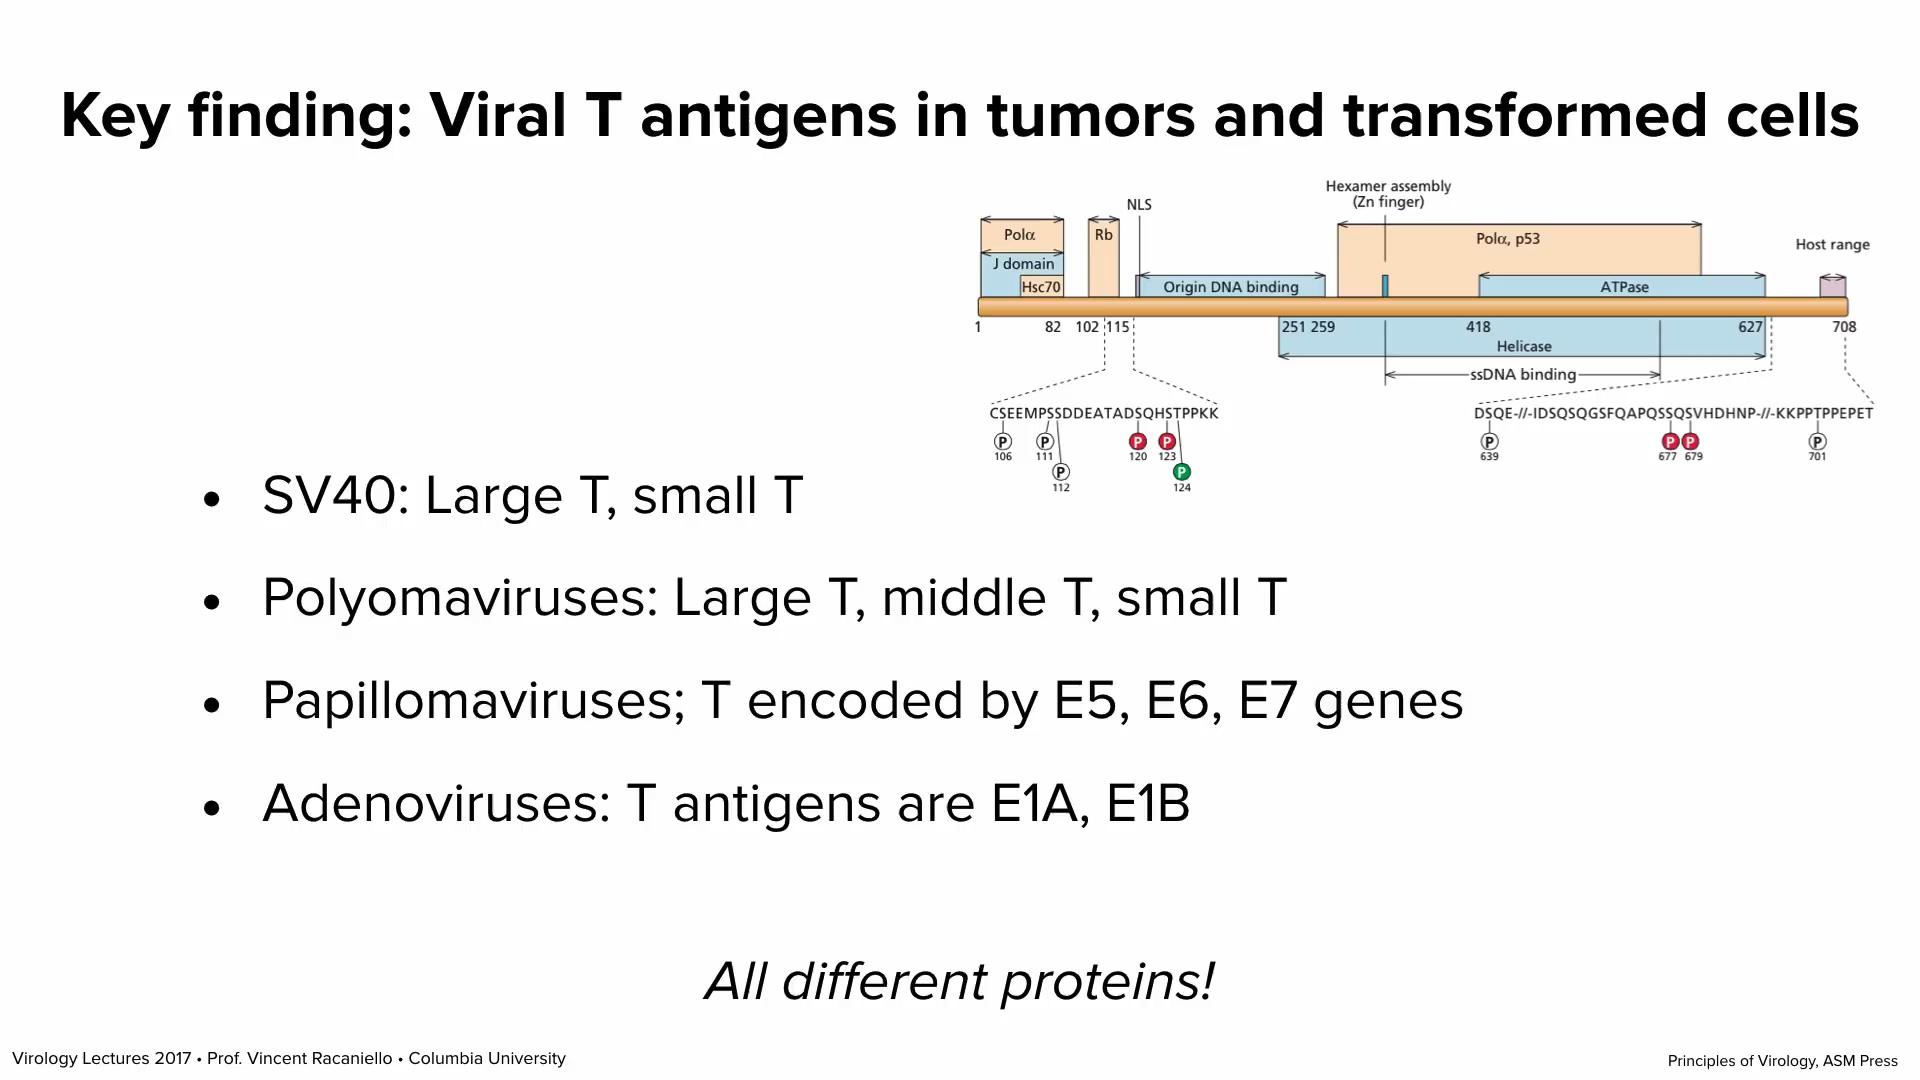 Key finding: Viral T antigens in tumors and transformed cells
Hexamer assembly
(Zn finger)
NLS
Polα
Rb
Polα, p53
Host range
J domain
Hsc70
Origin DNA binding
ATPase
1
82
102
115
251
259
418
627
708
Helicase
ssDNA binding
CSEEMPSSDDEATADSQHSTPPKK
DSQE-//-IDSQSQGSFQAPQSSQSVHDHNP-//-KKPPTPPEPET
P
P
P
P
P
P
P
P
106
111
120
123
639
677
679
701
P
P
112
124
• SV40: Large T, small T
• Polyomaviruses: Large T, middle T, small T
• Papillomaviruses; T encoded by E5, E6, E7 genes
• Adenoviruses: T antigens are E1A, E1B
All different proteins!
Virology Lectures 2017 • Prof. Vincent Racaniello • Columbia University
Principles of Virology, ASM Press